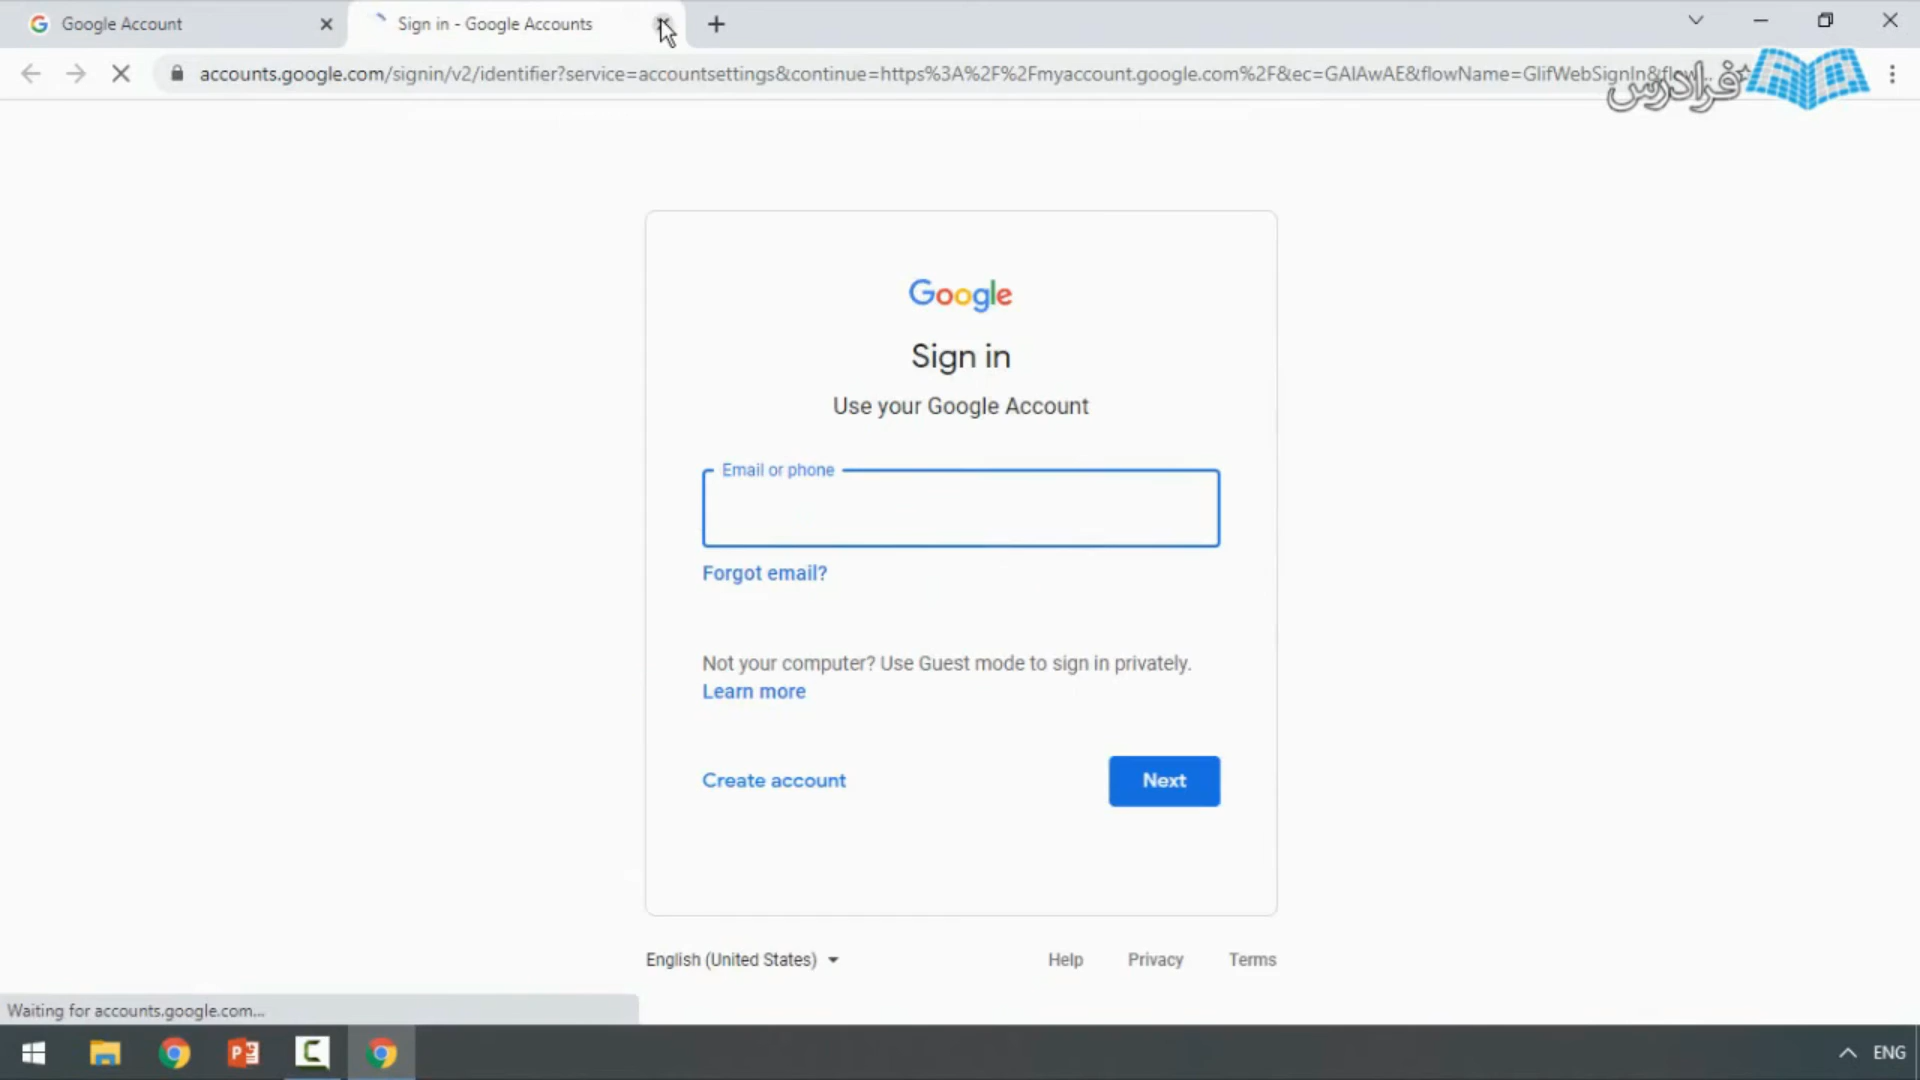 Google Account
Sign in - Google Accounts
accounts.google.com/signin/v2/identifier?service=accountsettings&continue=https%3A%2F%2Fmyaccount.google.com%2F&ec=GAlAwAE&flowName=GlifWebSignIn&flow
فرادرس
Google
Sign in
Use your Google Account
Email or phone
Forgot email?
Not your computer? Use Guest mode to sign in privately.
Learn more
Create account
Next
English (United States)
Help
Privacy
Terms
Waiting for accounts.google.com...
ENG